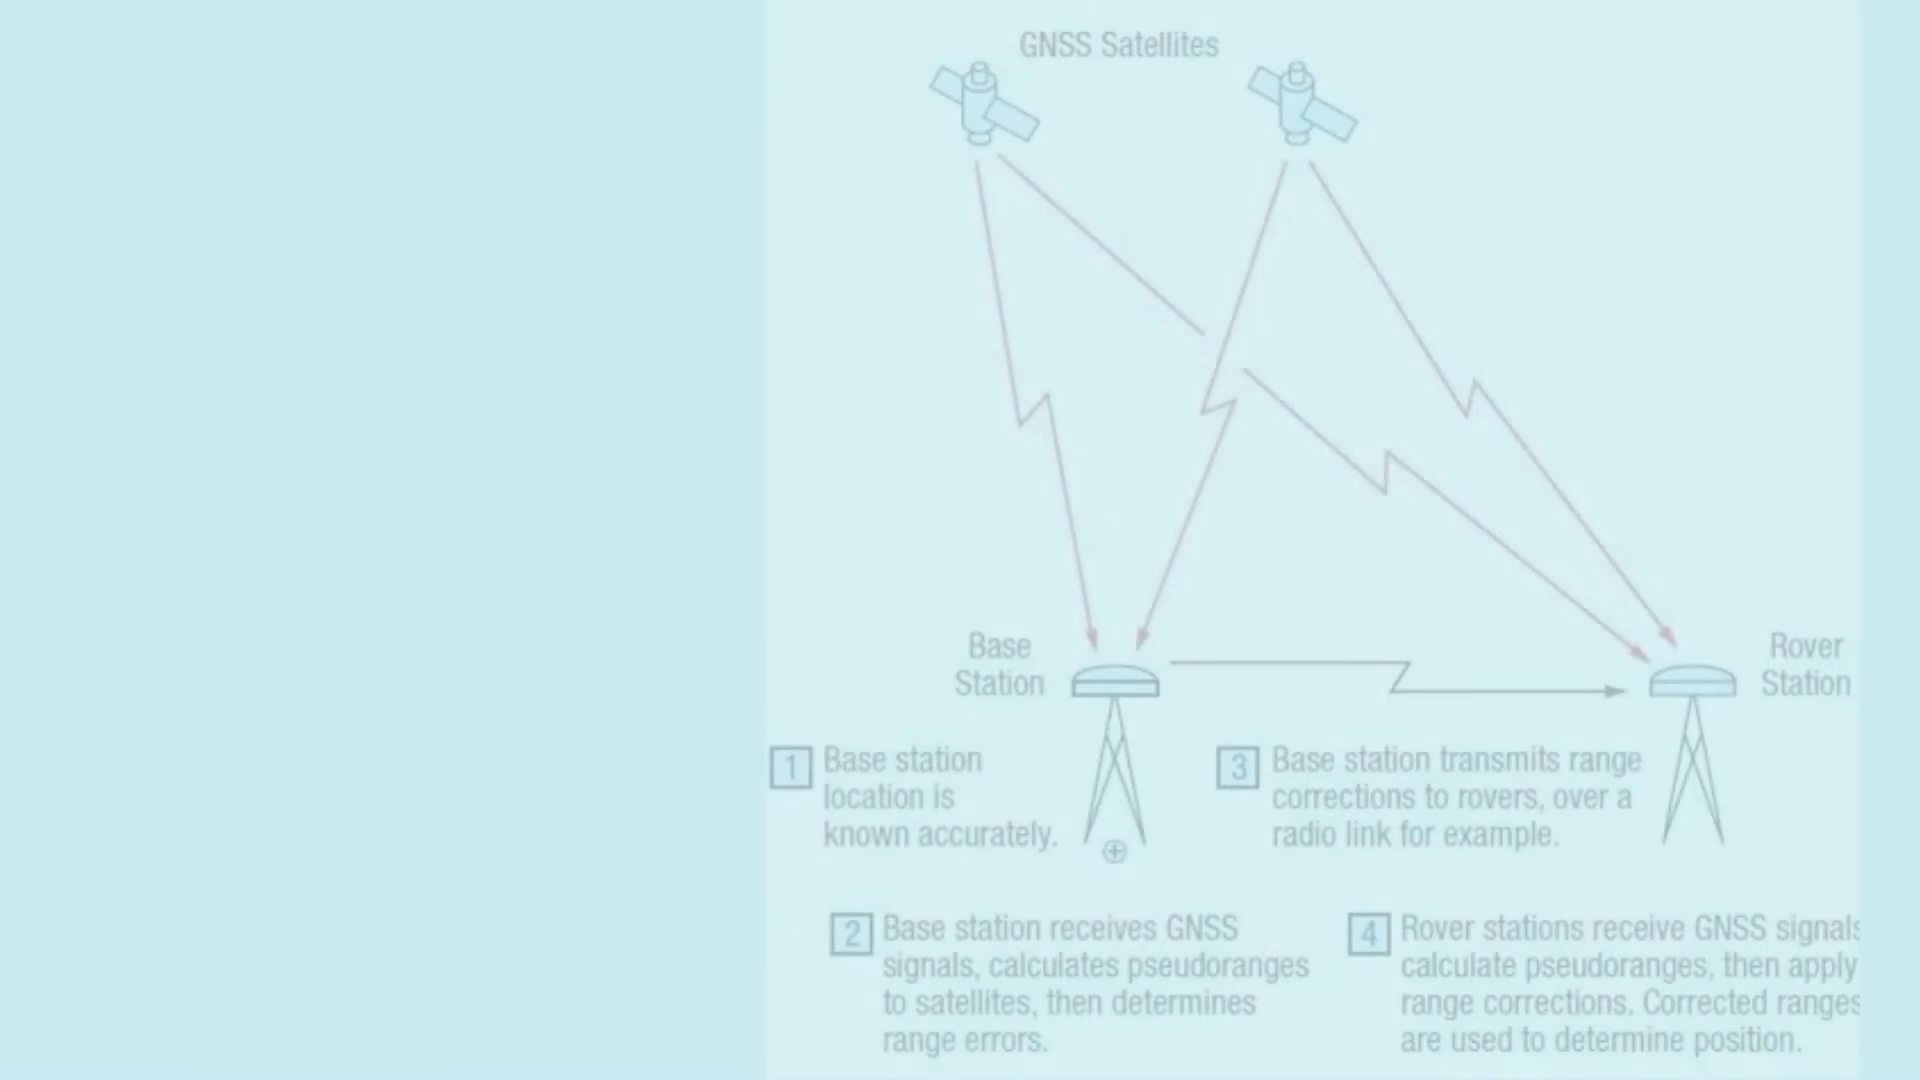 GNSS Satellites
Base
Station
Rover
Station
1 Base station
location is
known accurately.
3 Base station transmits range
corrections to rovers, over a
radio link for example.
2 Base station receives GNSS
signals, calculates pseudoranges
to satellites, then determines
range errors.
4 Rover stations receive GNSS signals
calculate pseudoranges, then apply
range corrections. Corrected ranges
are used to determine position.